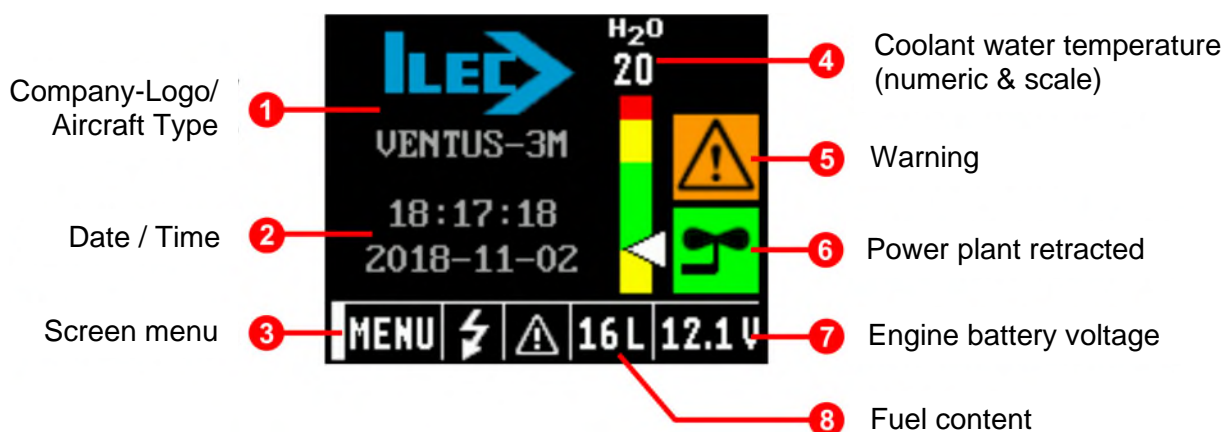 Company-Logo/
Aircraft Type
1
ILEC
VENTUS-3M
18:17:18
2018-11-02
Date / Time
2
Screen menu
3
MENU
16 L
12.1 V
H₂O
20
4
Coolant water temperature
(numeric & scale)
5
Warning
6
Power plant retracted
7
Engine battery voltage
8
Fuel content